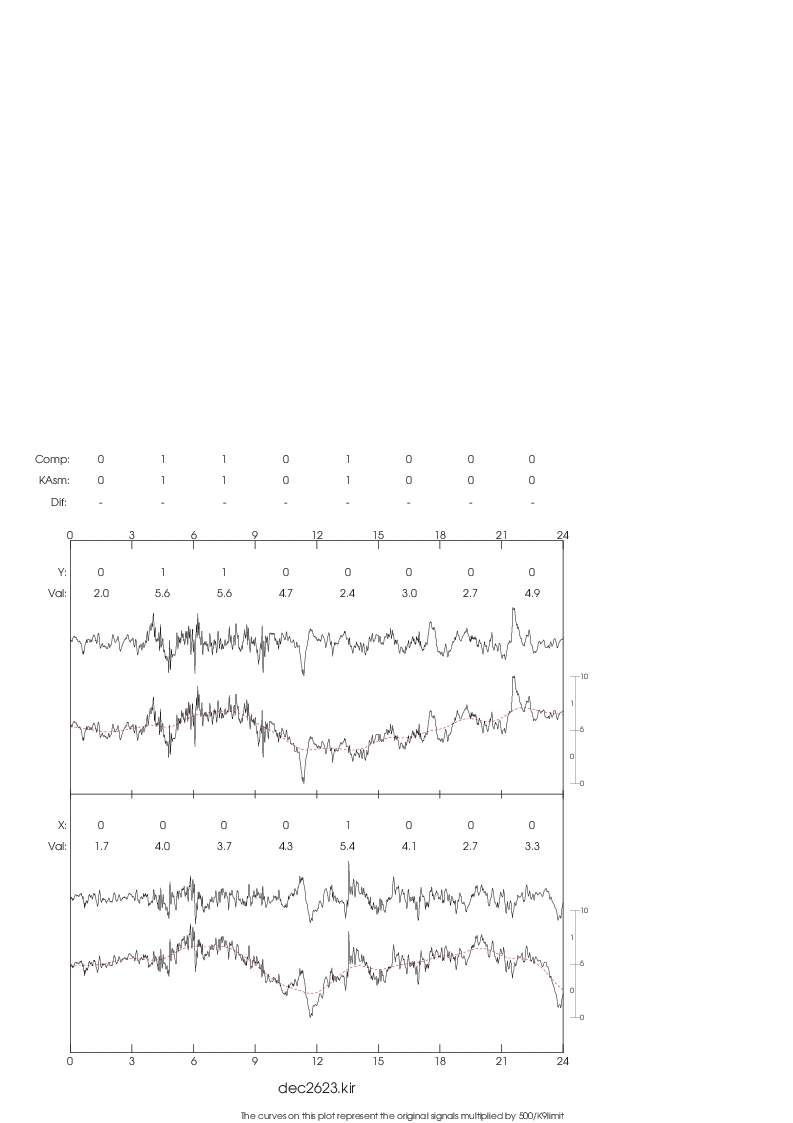 Comp: 0 1 1 0 1 0 0 0
KAsm: 0 1 1 0 1 0 0 0
Dif: - - - - - - - -
0 3 6 9 12 15 18 21 24
Y: 0 1 1 0 0 0 0 0
Val: 2.0 5.6 5.6 4.7 2.4 3.0 2.7 4.9
10
1
5
0
0
X: 0 0 0 0 1 0 0 0
Val: 1.7 4.0 3.7 4.3 5.4 4.1 2.7 3.3
10
1
5
0
0
0 3 6 9 12 15 18 21 24
dec2623.kir
The curves on this plot represent the original signals multiplied by 500/K9limit